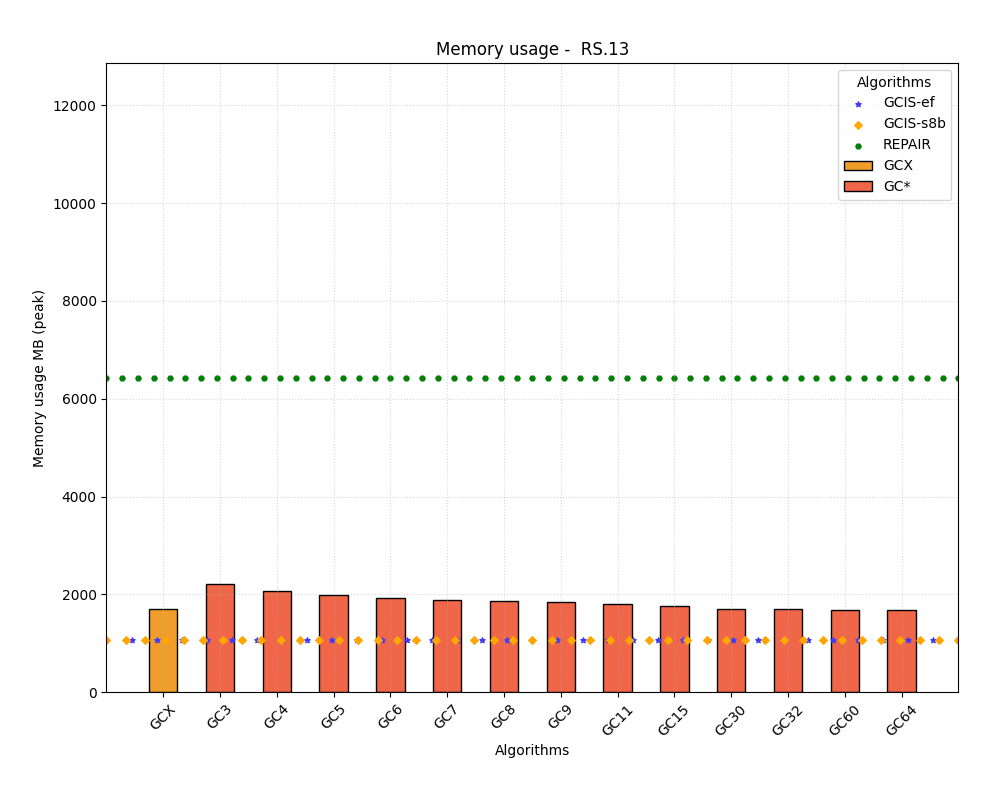 Memory usage -  RS.13
Algorithms
GCIS-ef
GCIS-s8b
REPAIR
GCX
GC*
Memory usage MB (peak)
12000
10000
8000
6000
4000
2000
0
GCX
GC3
GC4
GC5
GC6
GC7
GC8
GC9
GC11
GC15
GC30
GC32
GC60
GC64
Algorithms